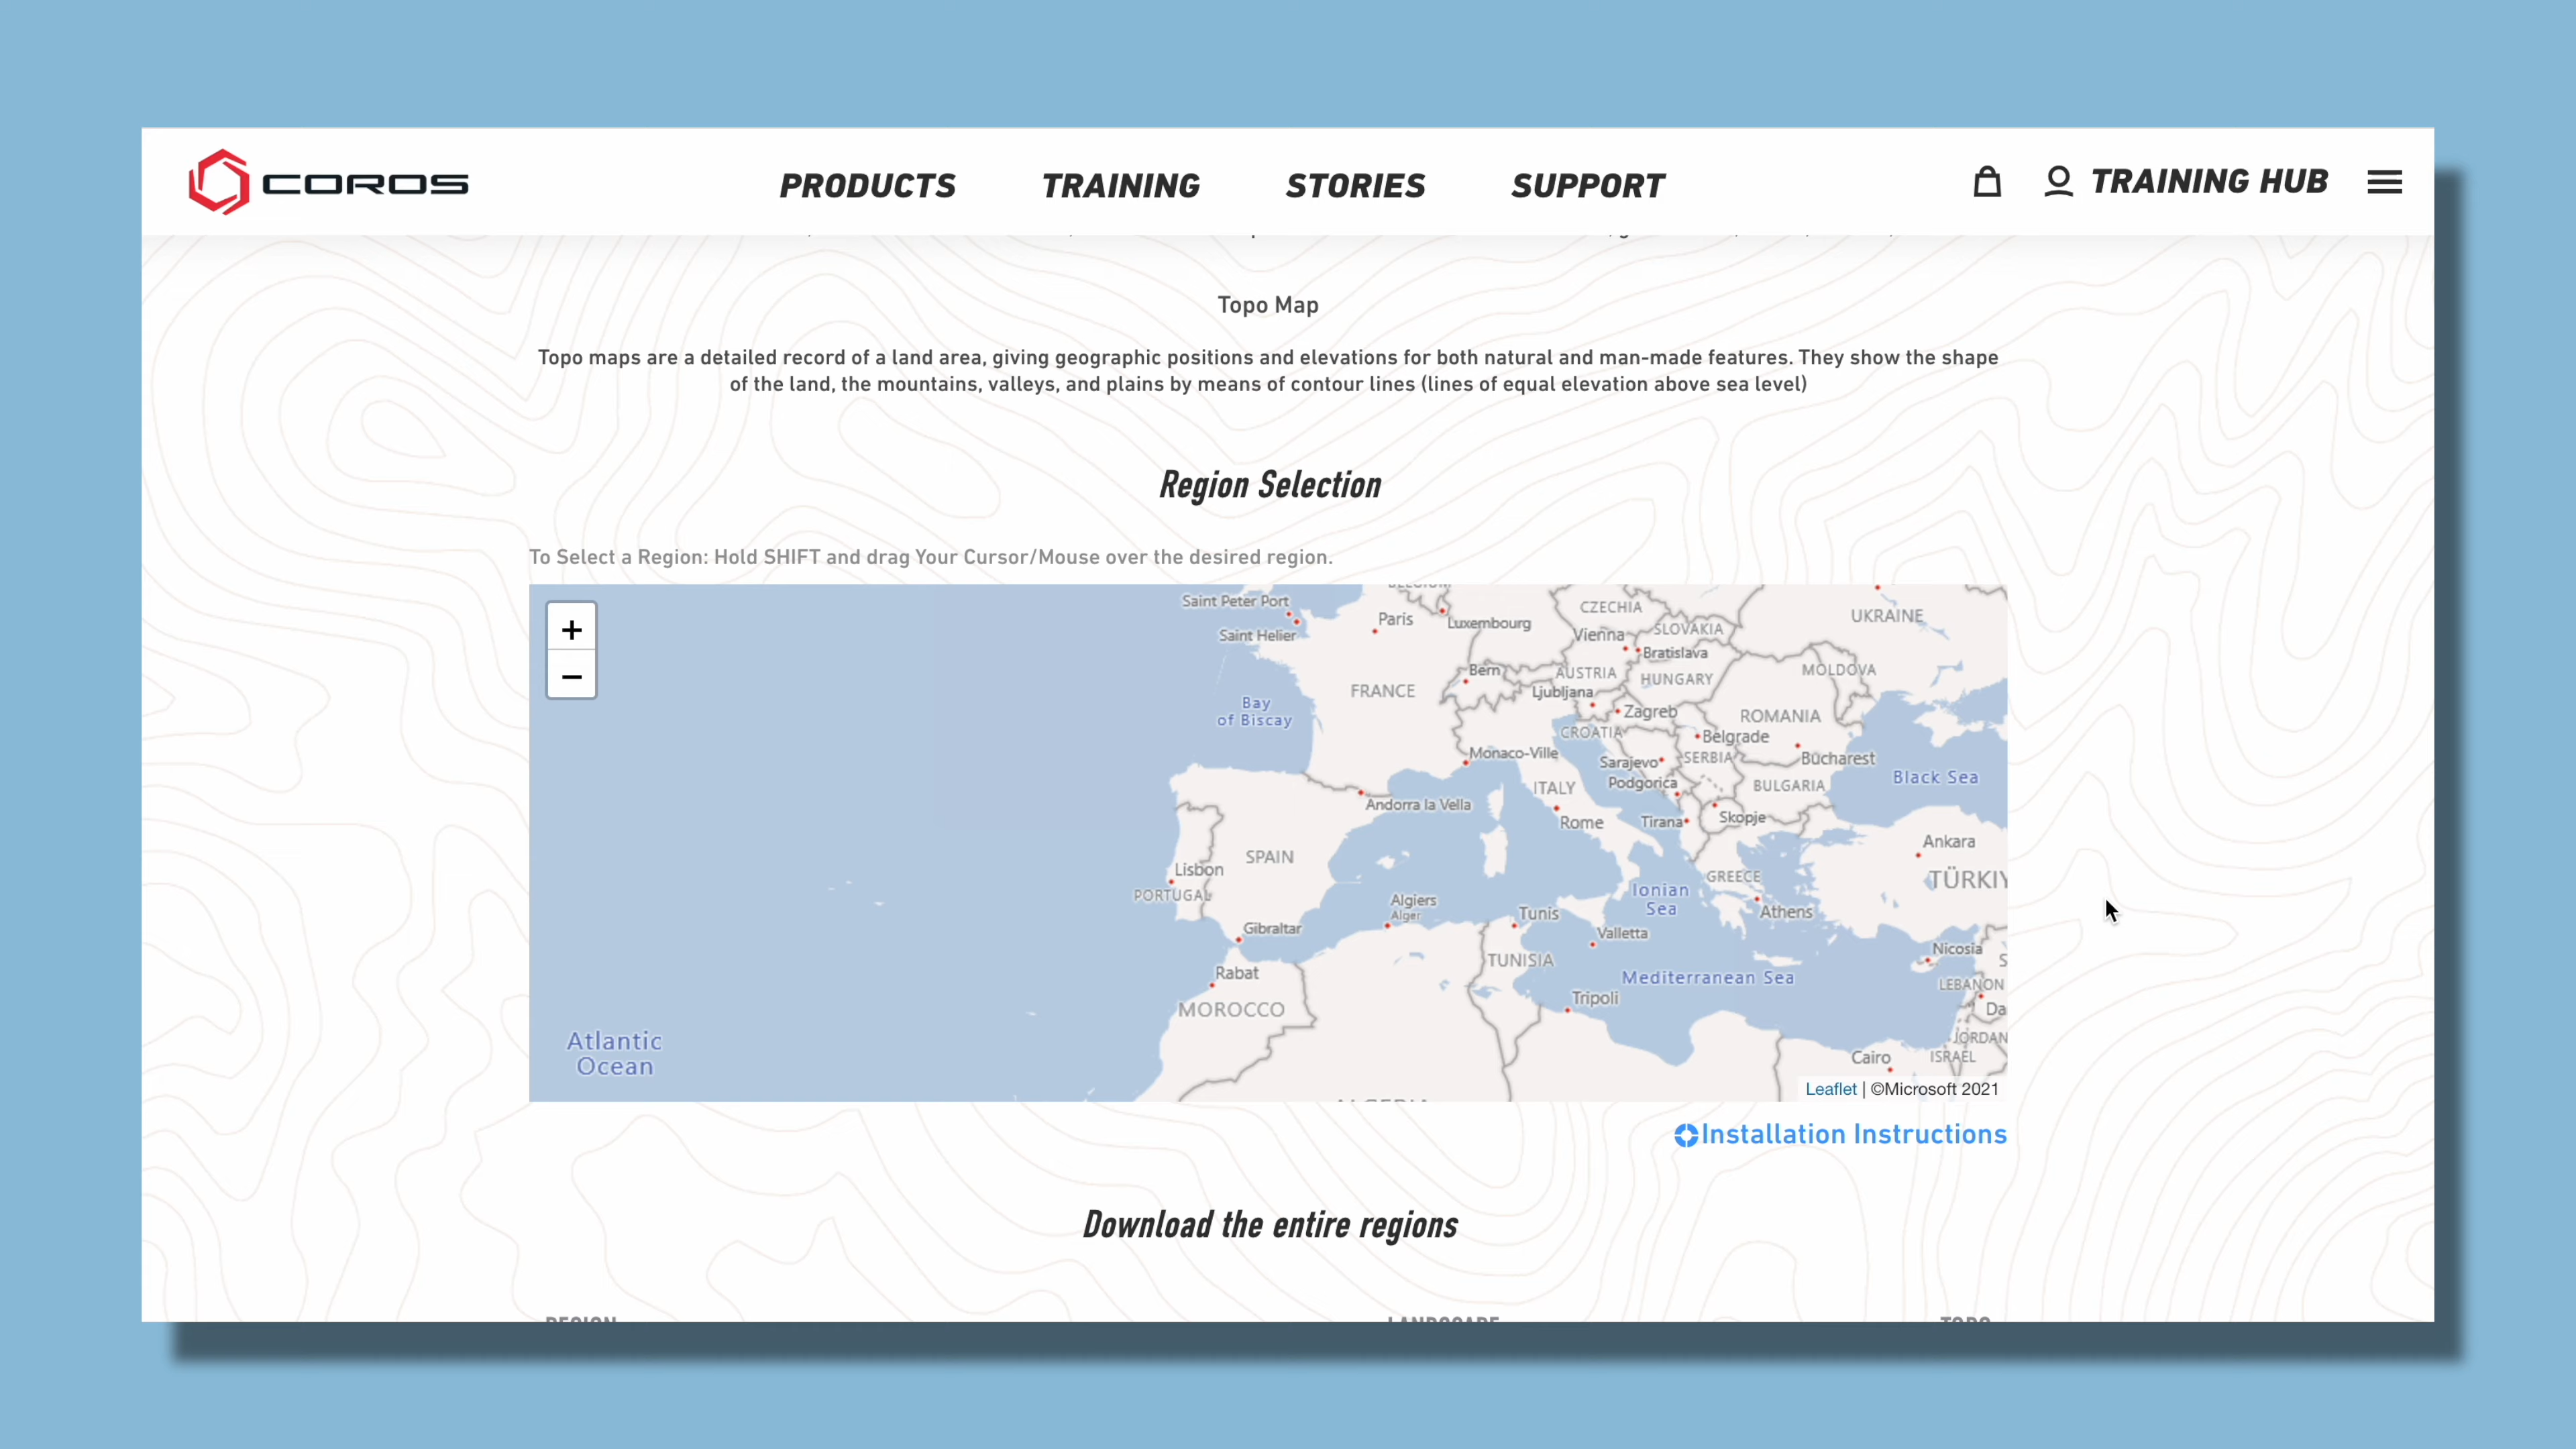 COROS
PRODUCTS
TRAINING
STORIES
SUPPORT
TRAINING HUB
Topo Map
Topo maps are a detailed record of a land area, giving geographic positions and elevations for both natural and man-made features. They show the shape
of the land, the mountains, valleys, and plains by means of contour lines (lines of equal elevation above sea level)
Region Selection
To Select a Region: Hold SHIFT and drag Your Cursor/Mouse over the desired region.
+
−
Saint Peter Port
Saint Helier
Paris
Luxembourg
CZECHIA
SLOVAKIA
UKRAINE
Vienna
Bratislava
Bern
AUSTRIA
HUNGARY
MOLDOVA
FRANCE
Ljubljana
Zagreb
ROMANIA
Bay
of Biscay
CROATIA
Belgrade
Monaco-Ville
Sarajevo
SERBIA
Bucharest
Black Sea
ITALY
Podgorica
BULGARIA
Andorra la Vella
Rome
Tirana
Skopje
Ankara
SPAIN
Lisbon
PORTUGAL
GREECE
TÜRKIY
Ionian
Sea
Algiers
Alger
Tunis
Athens
Gibraltar
Valletta
Nicosia
S
TUNISIA
Rabat
Mediterranean Sea
LEBANON
MOROCCO
Tripoli
Da
JORDAN
Cairo
ISRAEL
Atlantic
Ocean
Leaflet | ©Microsoft 2021
Installation Instructions
Download the entire regions
REGION
LANDSCAPE
TOPO